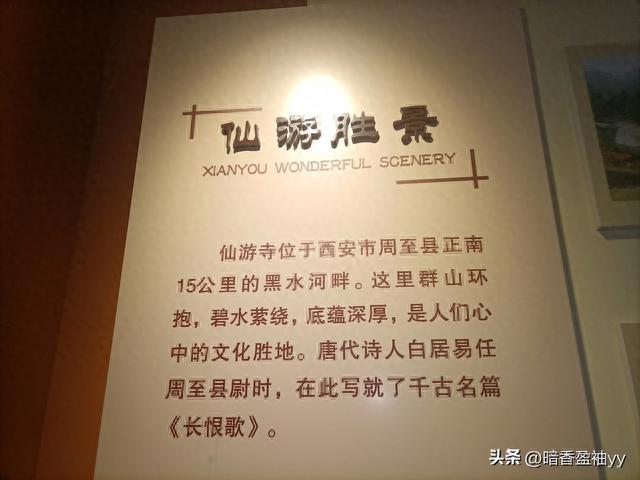 仙游胜景
XIANYOU WONDERFUL SCENERY
仙游寺位于西安市周至县正南
15公里的黑水河畔。这里群山环
抱，碧水萦绕，底蕴深厚，是人们心
中的文化胜地。唐代诗人白居易任
周至县尉时，在此写就了千古名篇
《长恨歌》。
头条 @暗香盈袖yy